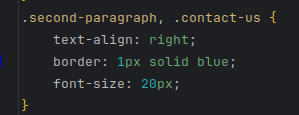 .second-paragraph, .contact-us {
    text-align: right;
    border: 1px solid blue;
    font-size: 20px;
}